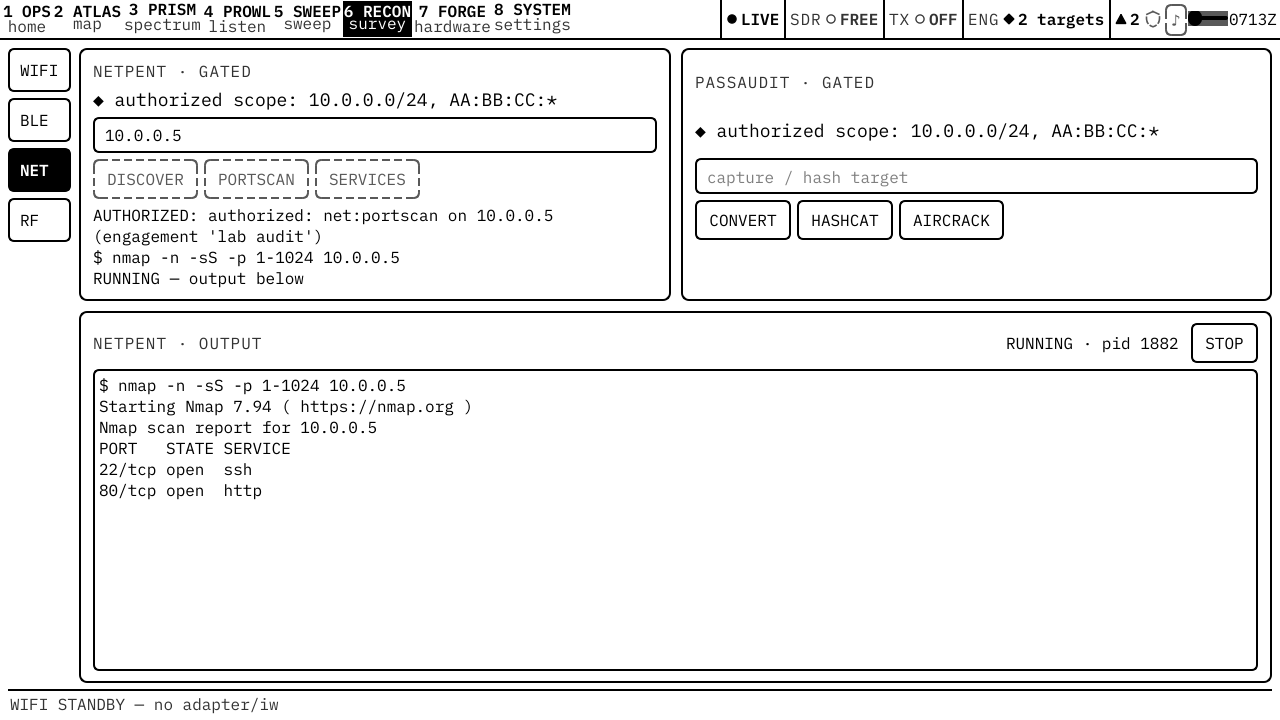 1 OPS 2 ATLAS 3 PRISM 4 PROWL 5 SWEEP 6 RECON 7 FORGE 8 SYSTEM
home map spectrum listen sweep survey hardware settings
● LIVE SDR ○ FREE TX ○ OFF ENG ◆ 2 targets ▲ 2 ♪ 0713Z
WIFI
BLE
NET
RF
NETPENT · GATED
◆ authorized scope: 10.0.0.0/24, AA:BB:CC:*
10.0.0.5
DISCOVER PORTSCAN SERVICES
AUTHORIZED: authorized: net:portscan on 10.0.0.5
(engagement 'lab audit')
$ nmap -n -sS -p 1-1024 10.0.0.5
RUNNING — output below
PASSAUDIT · GATED
◆ authorized scope: 10.0.0.0/24, AA:BB:CC:*
capture / hash target
CONVERT HASHCAT AIRCRACK
NETPENT · OUTPUT
RUNNING · pid 1882 STOP
$ nmap -n -sS -p 1-1024 10.0.0.5
Starting Nmap 7.94 ( https://nmap.org )
Nmap scan report for 10.0.0.5
PORT   STATE SERVICE
22/tcp open  ssh
80/tcp open  http
WIFI STANDBY — no adapter/iw